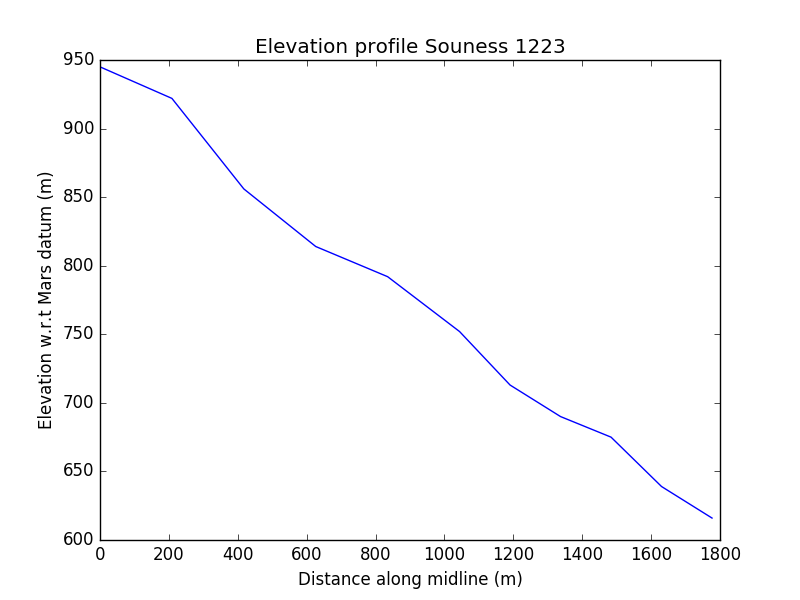 Elevation profile Souness 1223
950
900
850
800
750
700
650
600
Elevation w.r.t Mars datum (m)
0 200 400 600 800 1000 1200 1400 1600 1800
Distance along midline (m)